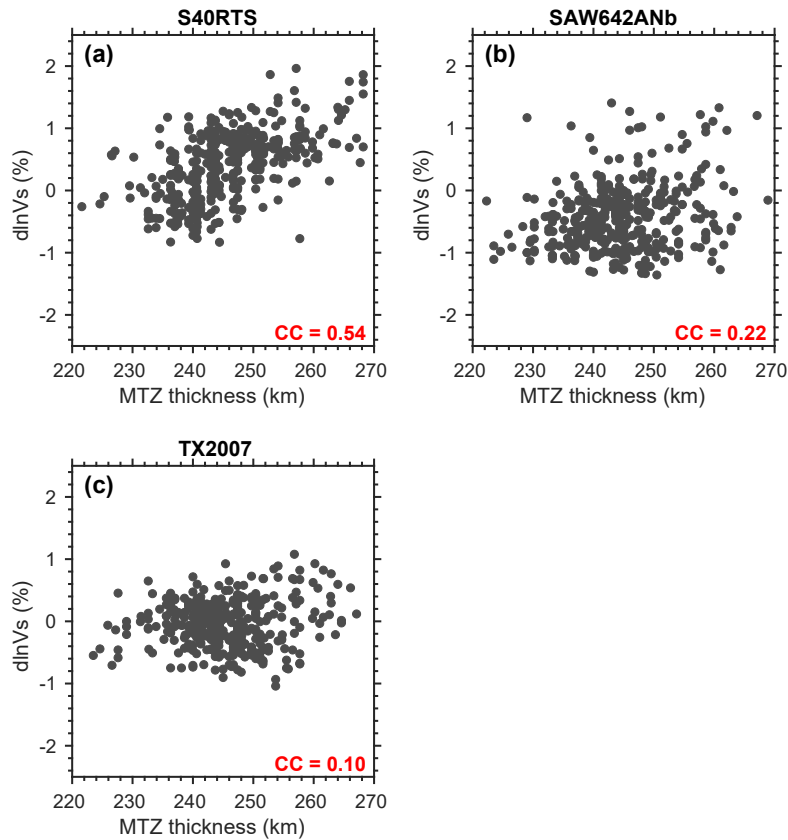 S40RTS
(a)
2
1
0
-1
-2
dlnVs (%)
CC = 0.54
220 230 240 250 260 270
MTZ thickness (km)
SAW642ANb
(b)
2
1
0
-1
-2
dlnVs (%)
CC = 0.22
220 230 240 250 260 270
MTZ thickness (km)
TX2007
(c)
2
1
0
-1
-2
dlnVs (%)
CC = 0.10
220 230 240 250 260 270
MTZ thickness (km)